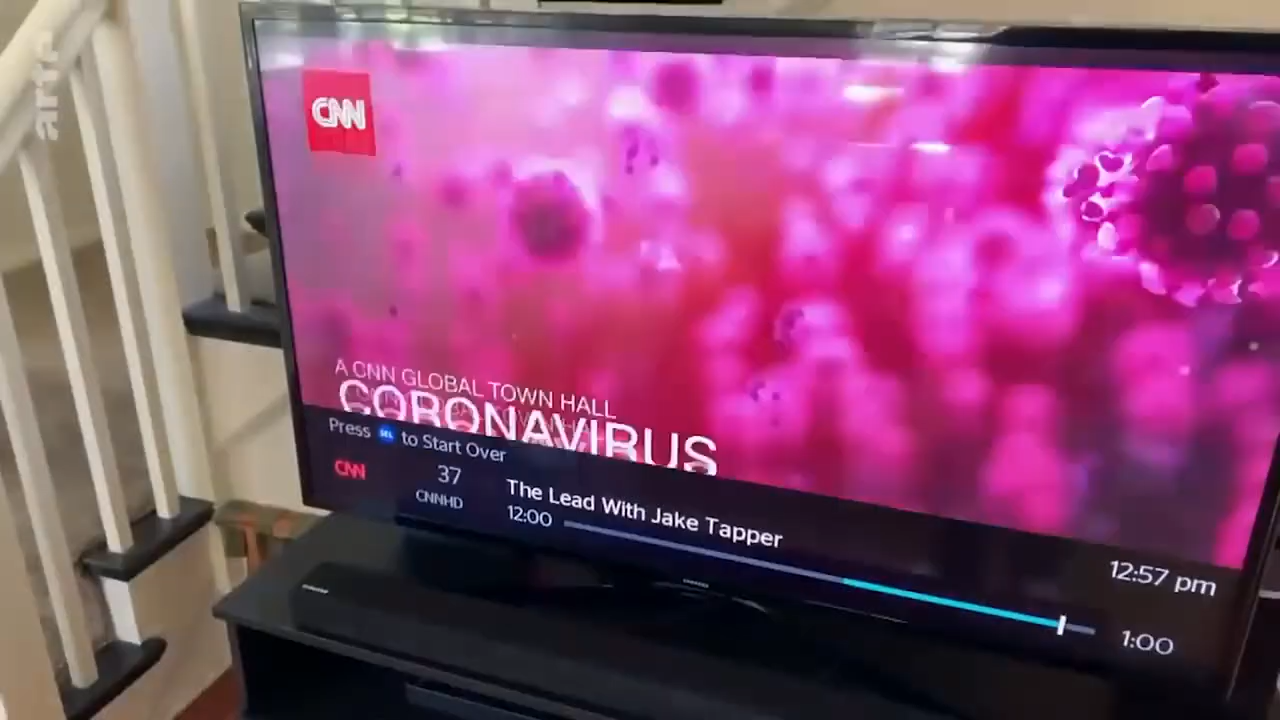 arte
CNN
A CNN GLOBAL TOWN HALL
CORONAVIRUS
Press SEL to Start Over
CNN
37
CNNHD
The Lead With Jake Tapper
12:00
12:57 pm
1:00